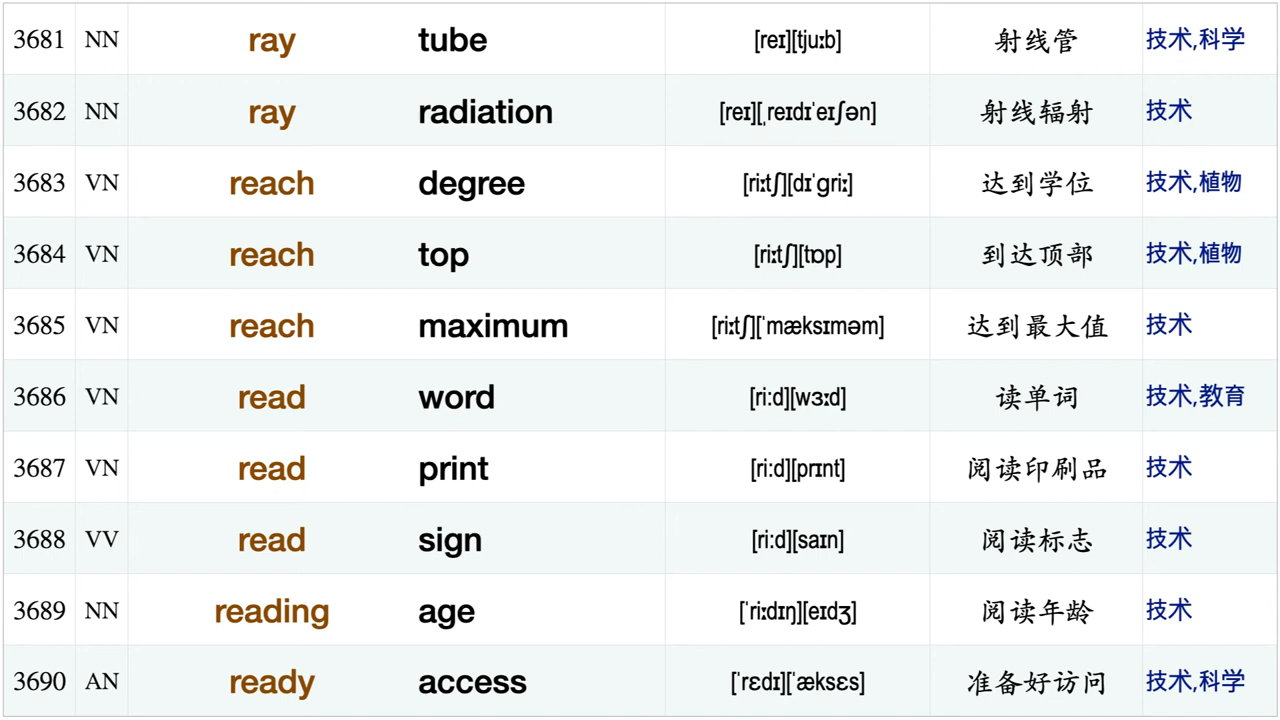 3681 NN ray tube [reɪ][tjuːb] 射线管 技术,科学
3682 NN ray radiation [reɪ][ˌreɪdɪˈeɪʃən] 射线辐射 技术
3683 VN reach degree [riːtʃ][dɪˈɡriː] 达到学位 技术,植物
3684 VN reach top [riːtʃ][tɒp] 到达顶部 技术,植物
3685 VN reach maximum [riːtʃ][ˈmæksɪməm] 达到最大值 技术
3686 VN read word [ri:d][wɜːd] 读单词 技术,教育
3687 VN read print [ri:d][prɪnt] 阅读印刷品 技术
3688 VV read sign [ri:d][saɪn] 阅读标志 技术
3689 NN reading age [ˈriːdɪŋ][eɪdʒ] 阅读年龄 技术
3690 AN ready access [ˈrɛdɪ][ˈæksɛs] 准备好访问 技术,科学